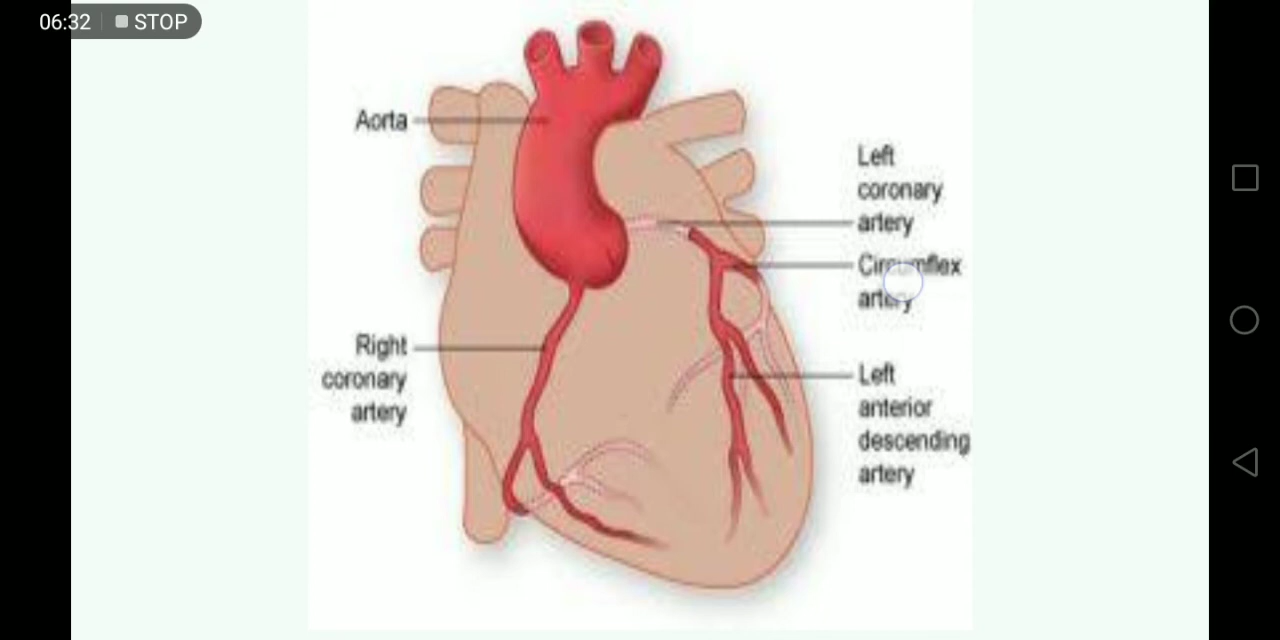 06:32 STOP
Aorta
Left
coronary
artery
Circumflex
artery
Right
coronary
artery
Left
anterior
descending
artery